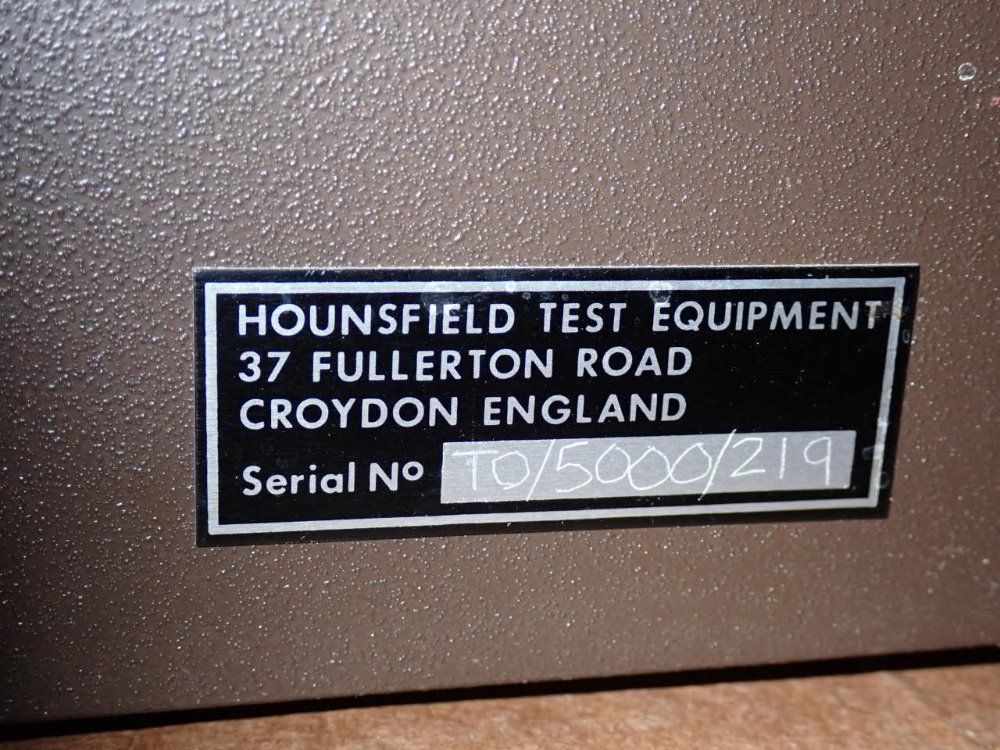 HOUNSFIELD TEST EQUIPMENT
37 FULLERTON ROAD
CROYDON ENGLAND
Serial Nº TO/5000/219